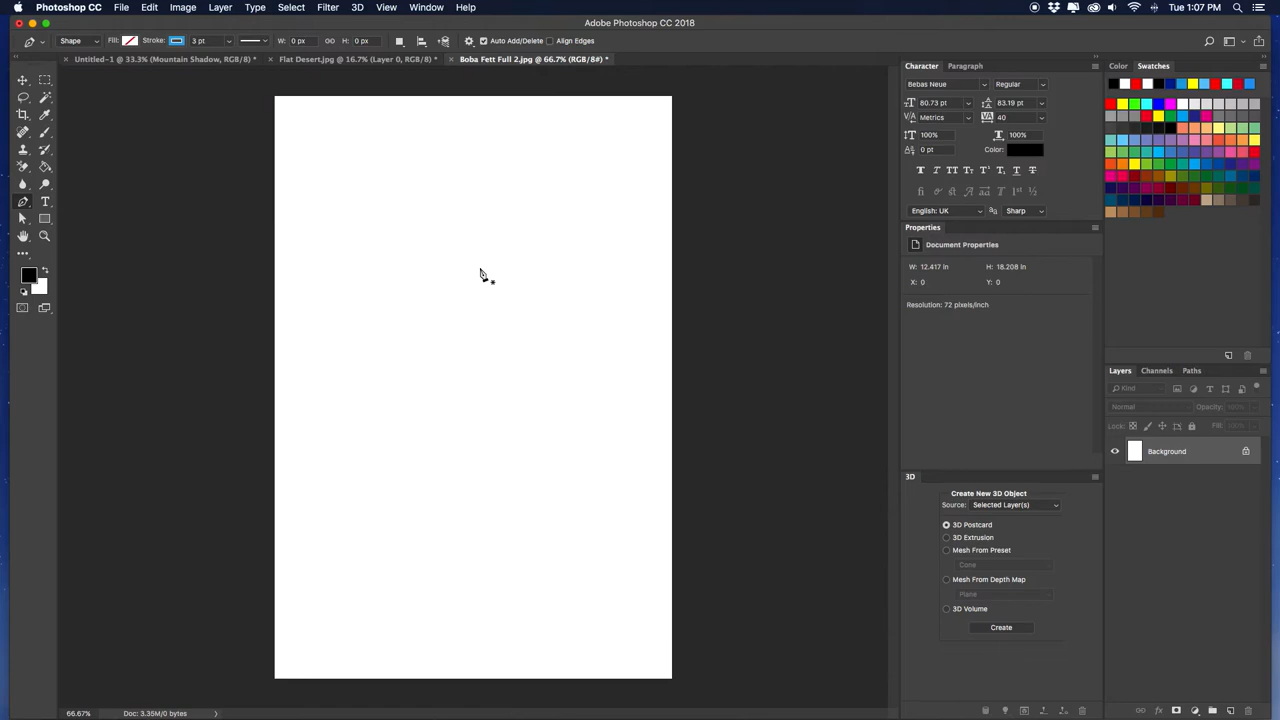 Photoshop CC File Edit Image Layer Type Select Filter 3D View Window Help Tue 1:07 PM
Adobe Photoshop CC 2018
Shape Fill: Stroke: 3 pt W: 0 px H: 0 px Auto Add/Delete Align Edges
Untitled-1 @ 33.3% (Mountain Shadow, RGB/8) * Flat Desert.jpg @ 16.7% (Layer 0, RGB/8) * Boba Fett Full 2.jpg @ 66.7% (RGB/8#) *
Character Paragraph
Bebas Neue Regular
80.73 pt 83.19 pt
Metrics 40
100% 100%
0 pt Color:
English: UK Sharp
Properties
Document Properties
W: 12.417 in H: 18.208 in
X: 0 Y: 0
Resolution: 72 pixels/inch
3D
Create New 3D Object
Source: Selected Layer(s)
3D Postcard
3D Extrusion
Mesh From Preset
Cone
Mesh From Depth Map
Plane
3D Volume
Create
Color Swatches
Layers Channels Paths
Kind
Normal Opacity: 100%
Lock: Fill: 100%
Background
66.67% Doc: 3.35M/0 bytes